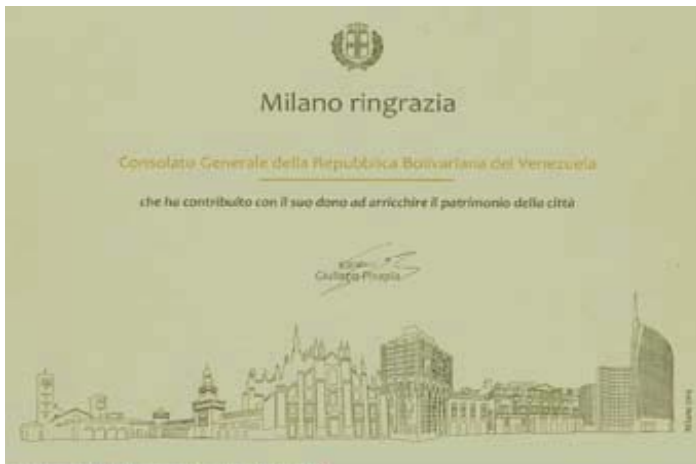 Milano ringrazia
Consolato Generale della Repubblica Bolivariana del Venezuela
che ha contribuito con il suo dono ad arricchire il patrimonio della città
Giuliano Pisapia